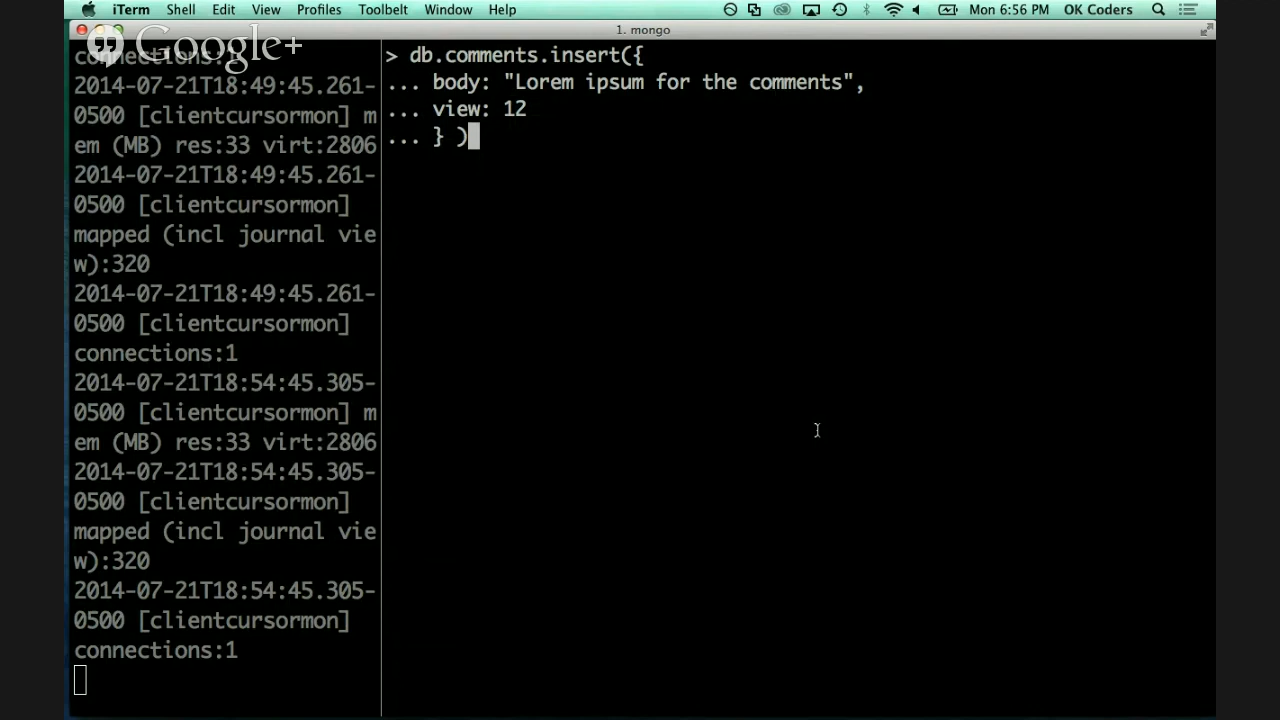 iTerm Shell Edit View Profiles Toolbelt Window Help Mon 6:56 PM OK Coders
1. mongo
Google+
connections:1
2014-07-21T18:49:45.261-
0500 [clientcursormon] m
em (MB) res:33 virt:2806
2014-07-21T18:49:45.261-
0500 [clientcursormon]
mapped (incl journal vie
w):320
2014-07-21T18:49:45.261-
0500 [clientcursormon]
connections:1
2014-07-21T18:54:45.305-
0500 [clientcursormon] m
em (MB) res:33 virt:2806
2014-07-21T18:54:45.305-
0500 [clientcursormon]
mapped (incl journal vie
w):320
2014-07-21T18:54:45.305-
0500 [clientcursormon]
connections:1
> db.comments.insert({
... body: "Lorem ipsum for the comments",
... view: 12
... } )